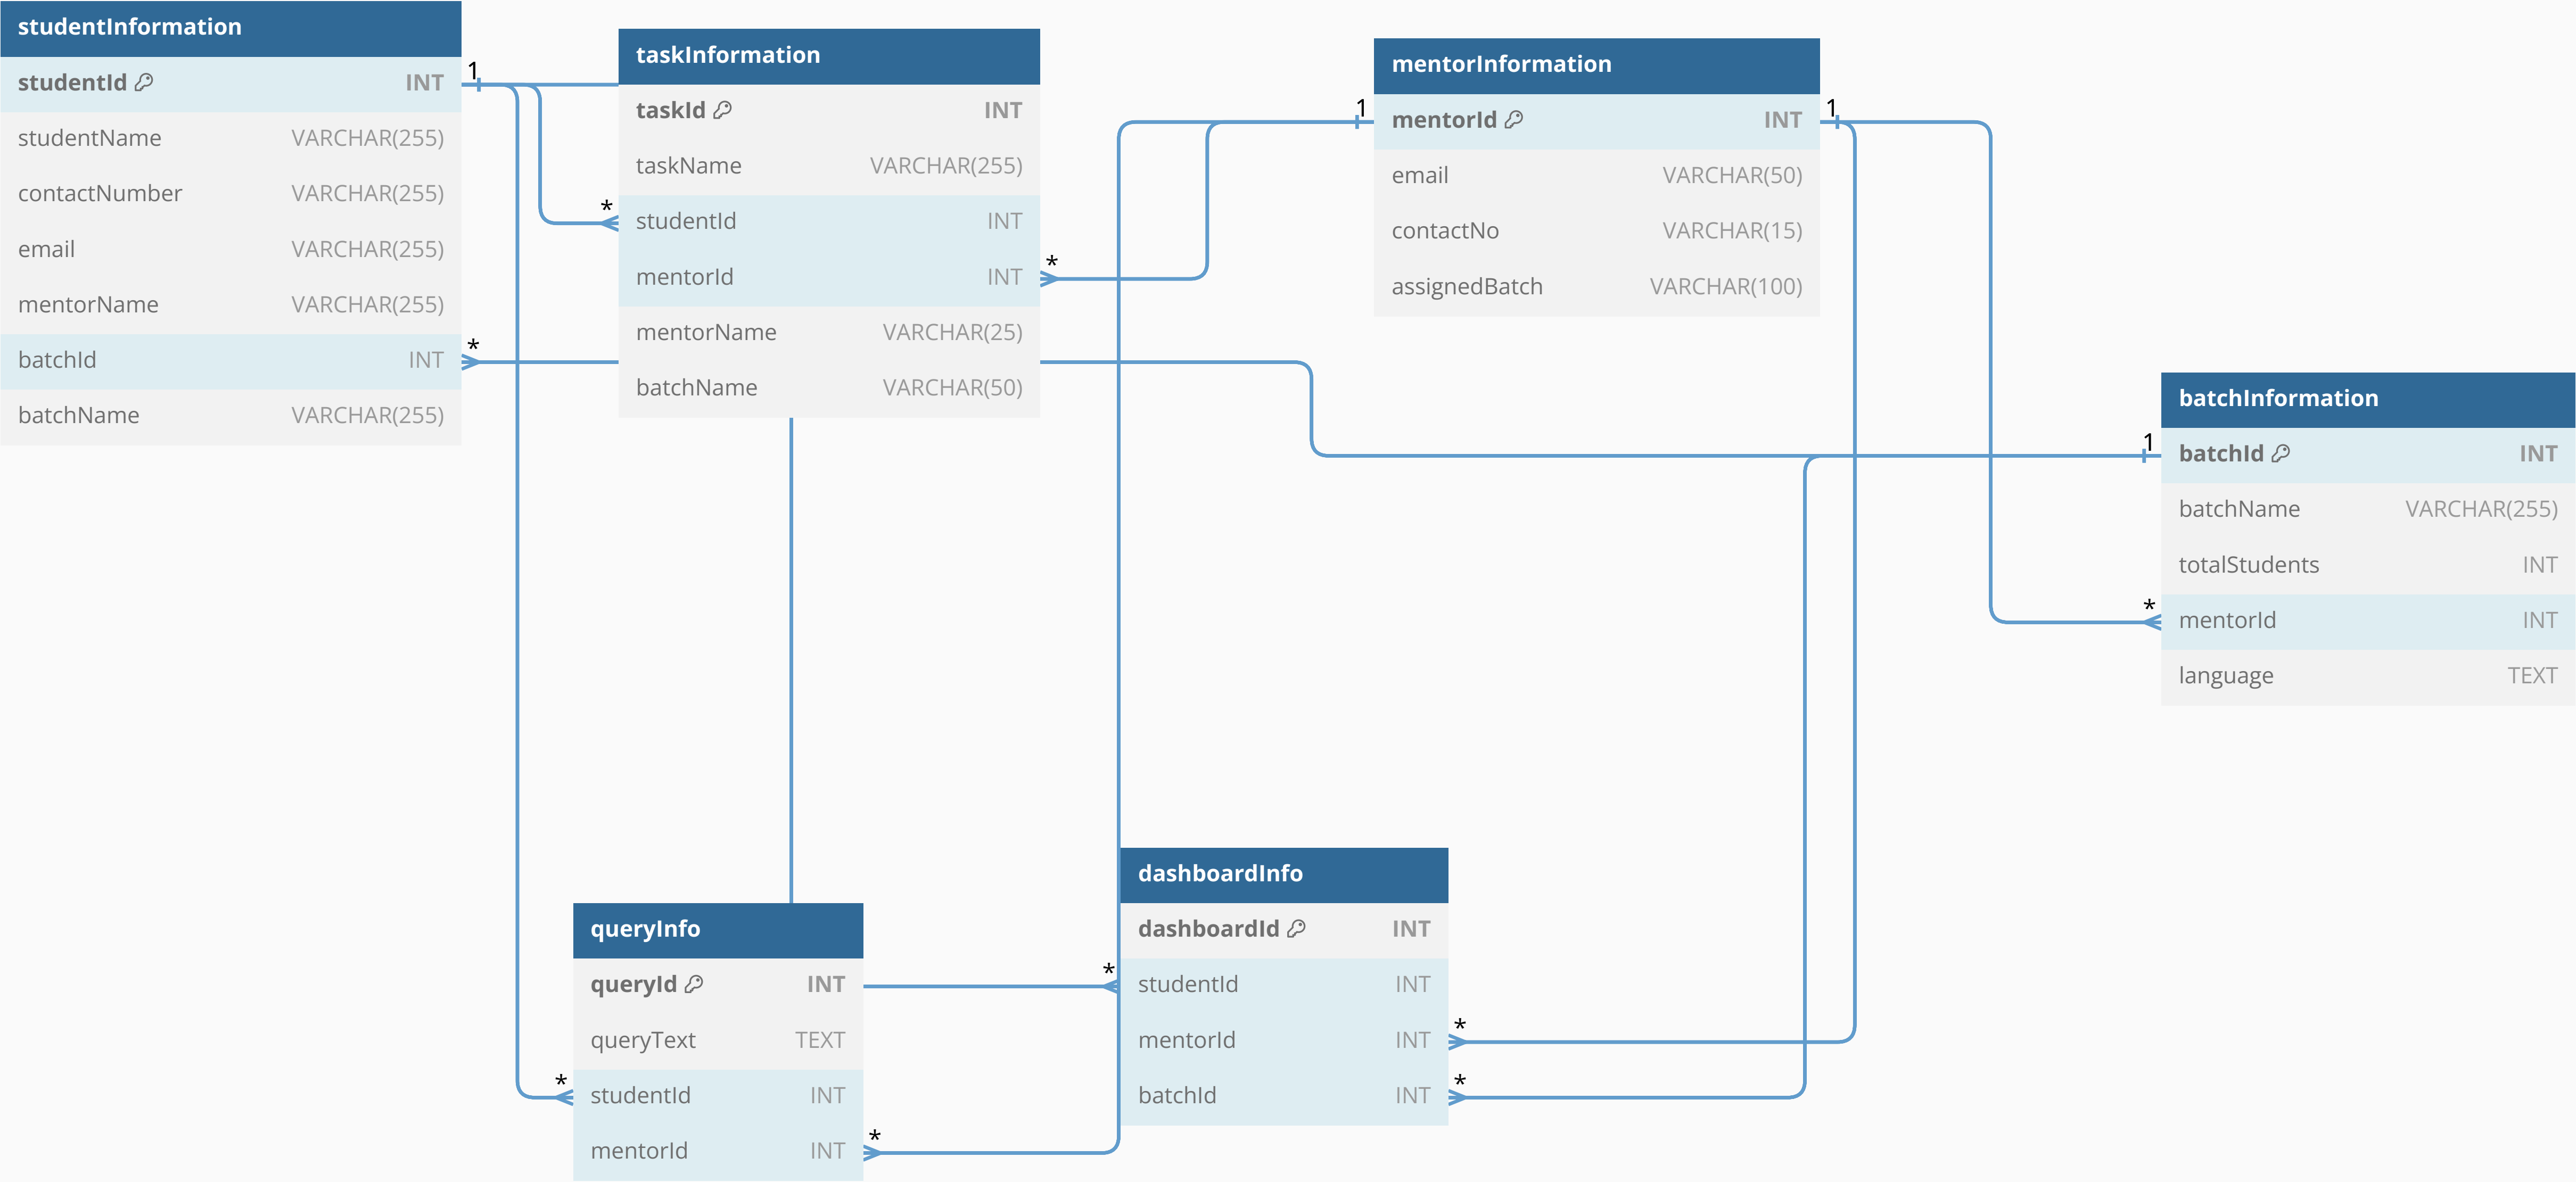 studentInformation
studentId INT
studentName VARCHAR(255)
contactNumber VARCHAR(255)
email VARCHAR(255)
mentorName VARCHAR(255)
batchId INT
batchName VARCHAR(255)
1
*
taskInformation
taskId INT
taskName VARCHAR(255)
studentId INT
mentorId INT
mentorName VARCHAR(25)
batchName VARCHAR(50)
*
*
mentorInformation
mentorId INT
email VARCHAR(50)
contactNo VARCHAR(15)
assignedBatch VARCHAR(100)
1
1
batchInformation
batchId INT
batchName VARCHAR(255)
totalStudents INT
mentorId INT
language TEXT
1
*
queryInfo
queryId INT
queryText TEXT
studentId INT
mentorId INT
*
*
dashboardInfo
dashboardId INT
studentId INT
mentorId INT
batchId INT
*
*
*